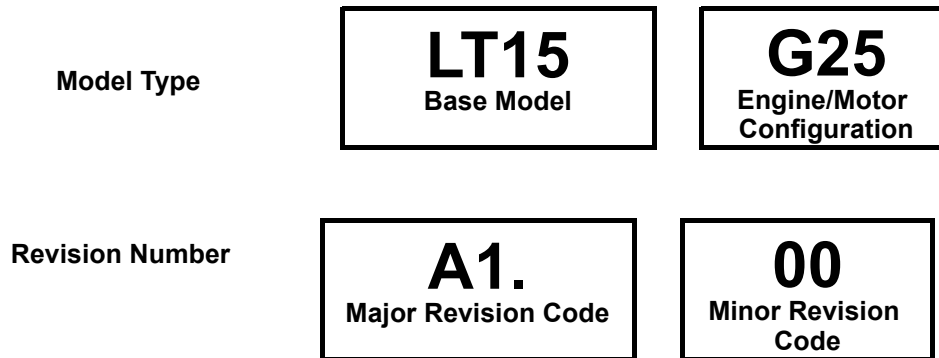 Model Type
LT15
Base Model
G25
Engine/Motor
Configuration
Revision Number
A1.
Major Revision Code
00
Minor Revision
Code